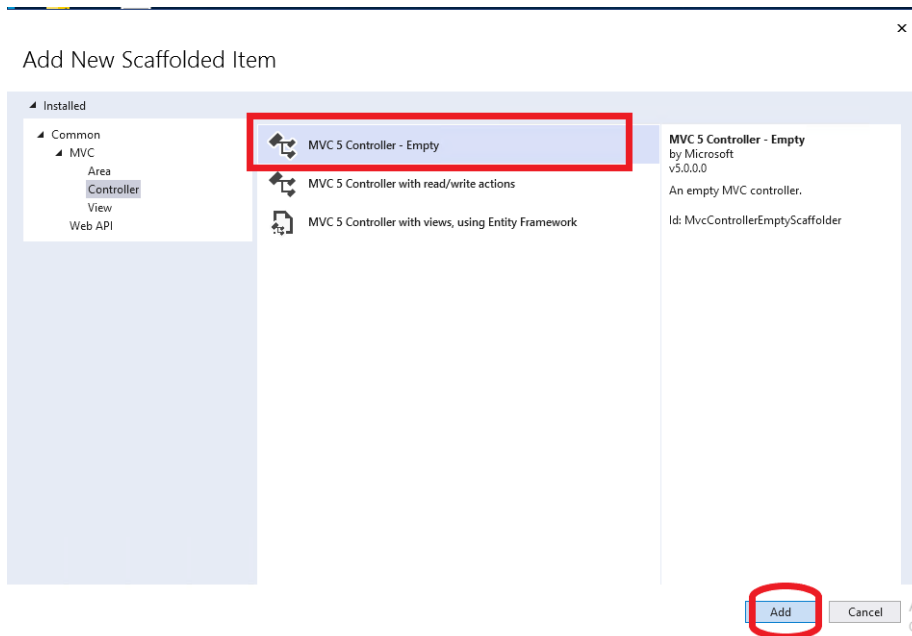 Add New Scaffolded Item
Installed
Common
MVC
Area
Controller
View
Web API
MVC 5 Controller - Empty
MVC 5 Controller with read/write actions
MVC 5 Controller with views, using Entity Framework
MVC 5 Controller - Empty
by Microsoft
v5.0.0.0
An empty MVC controller.
Id: MvcControllerEmptyScaffolder
Add
Cancel